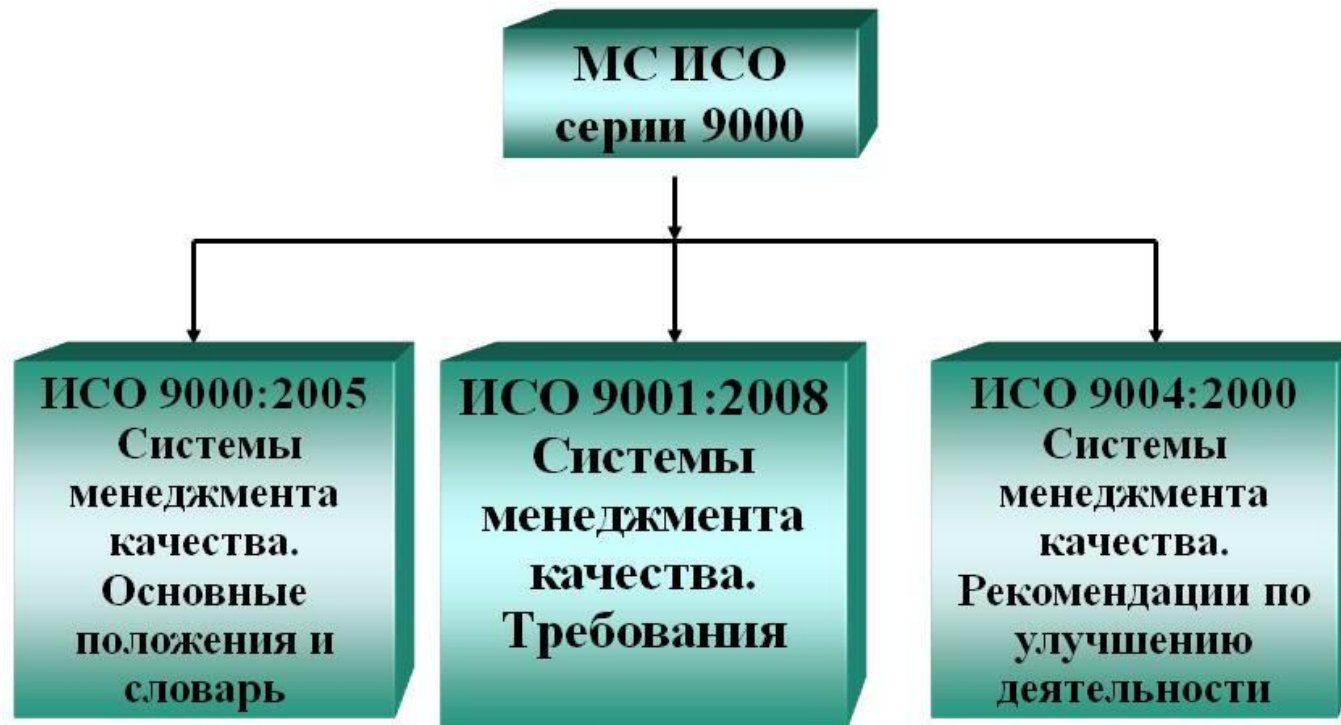 МС ИСО
серии 9000
ИСО 9000:2005
Системы
менеджмента
качества.
Основные
положения и
словарь
ИСО 9001:2008
Системы
менеджмента
качества.
Требования
ИСО 9004:2000
Системы
менеджмента
качества.
Рекомендации по
улучшению
деятельности